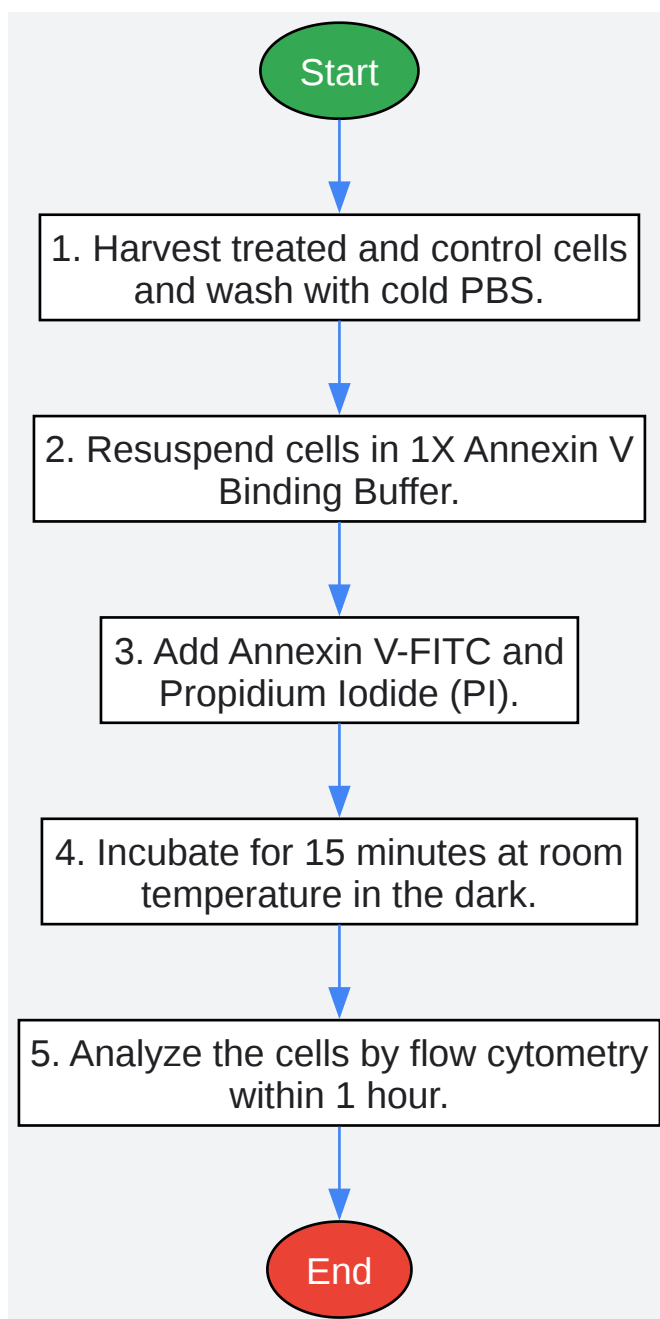 Start
1. Harvest treated and control cells
and wash with cold PBS.
2. Resuspend cells in 1X Annexin V
Binding Buffer.
3. Add Annexin V-FITC and
Propidium Iodide (PI).
4. Incubate for 15 minutes at room
temperature in the dark.
5. Analyze the cells by flow cytometry
within 1 hour.
End